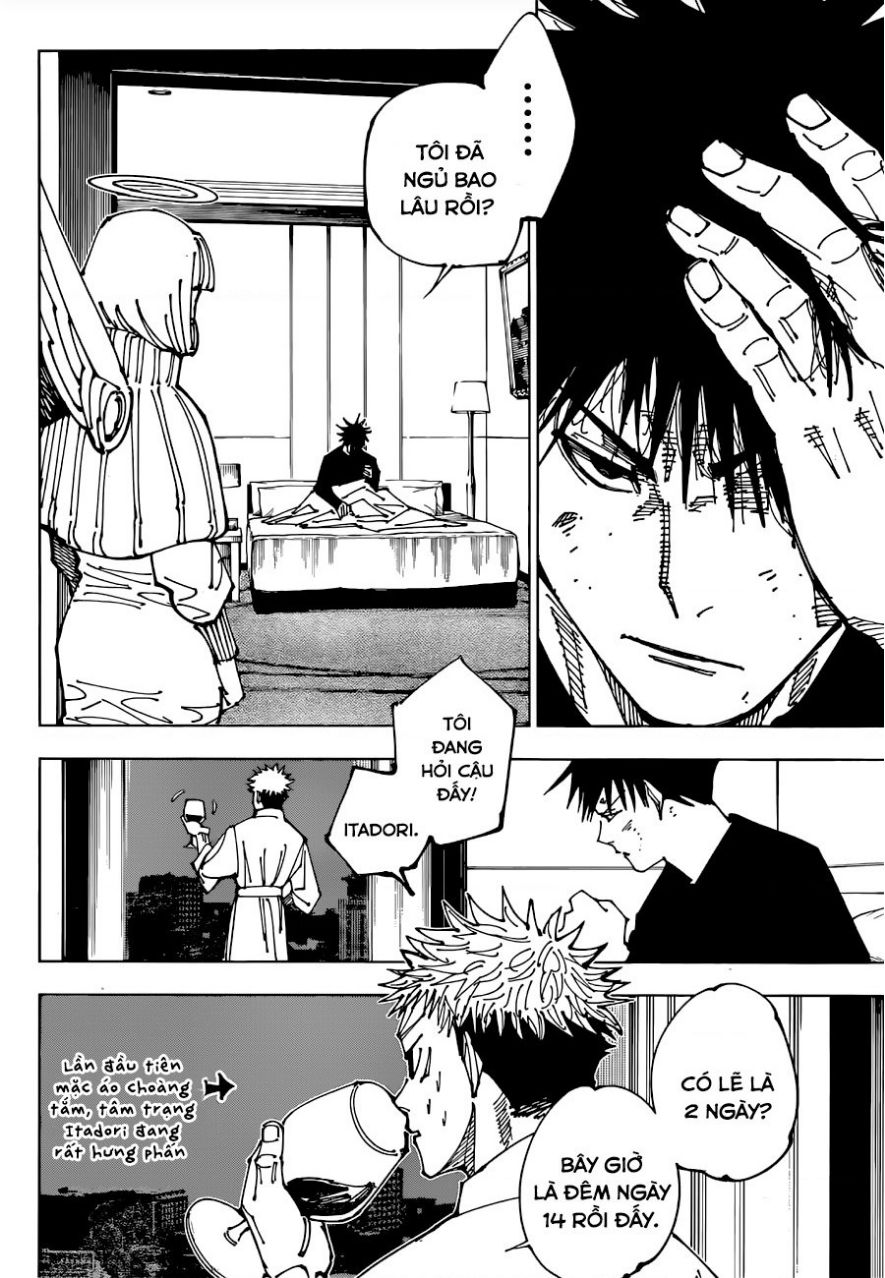 ......
TÔI ĐÃ
NGỦ BAO
LÂU RỒI?
TÔI
ĐANG
HỎI CẬU
ĐẤY!
ITADORI.
CÓ LẼ LÀ
2 NGÀY?
BÂY GIỜ
LÀ ĐÊM NGÀY
14 RỒI ĐẤY.
Lần đầu tiên
mặc áo choàng
tắm, tâm trạng
Itadori đang
rất hưng phấn